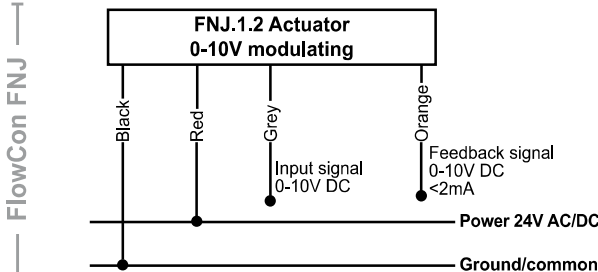 FlowCon FNJ
FNJ.1.2 Actuator
0-10V modulating
Black
Red
Grey
Orange
Input signal
0-10V DC
Feedback signal
0-10V DC
<2mA
Power 24V AC/DC
Ground/common